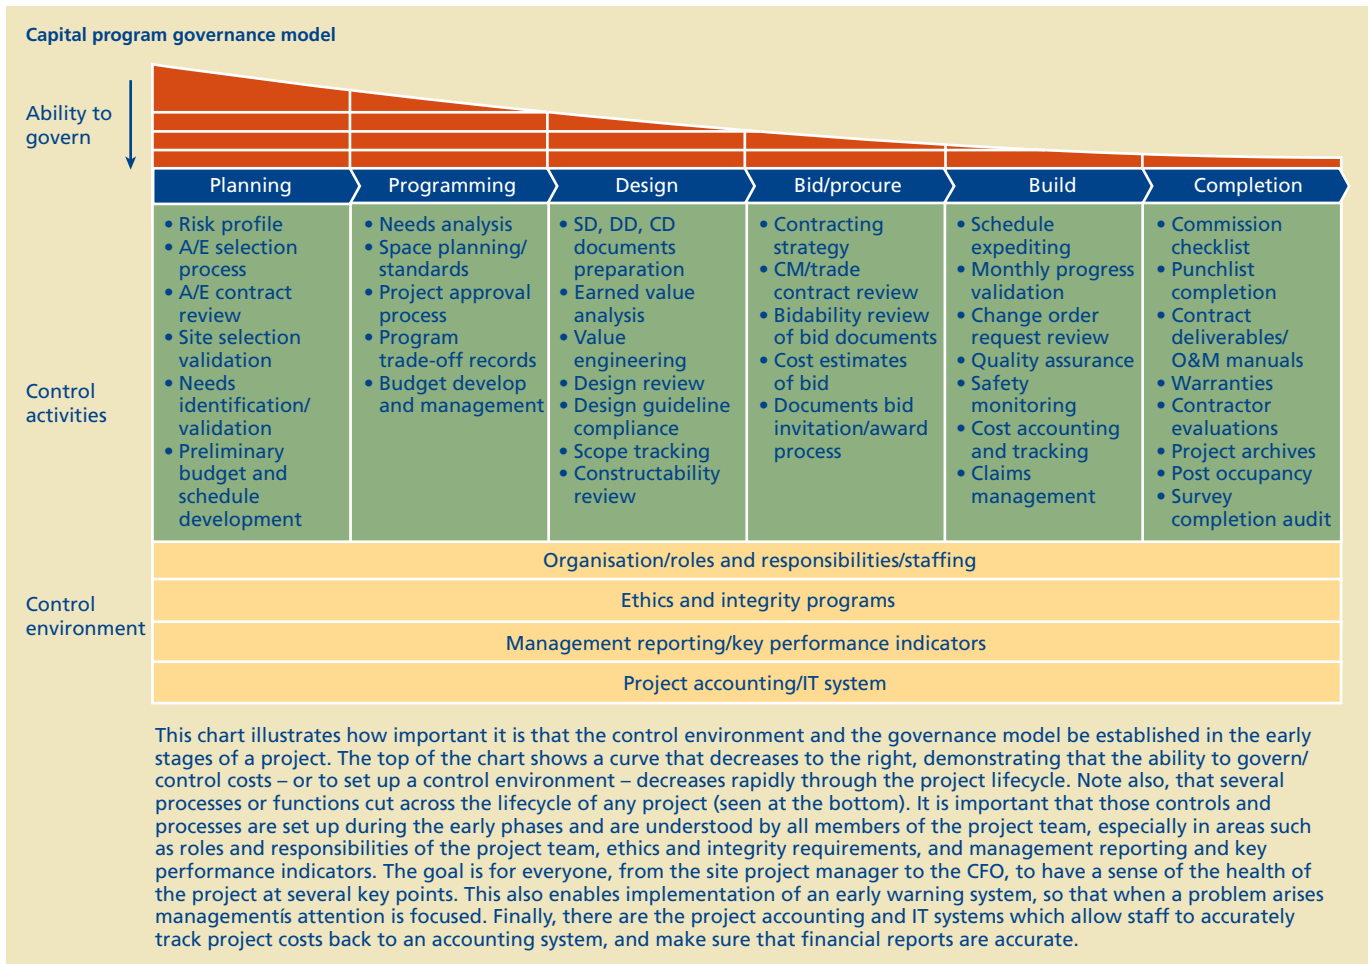 Capital program governance model
Ability to
govern
Planning
Programming
Design
Bid/procure
Build
Completion
Control
activities
• Risk profile
• A/E selection
process
• A/E contract
review
• Site selection
validation
• Needs
identification/
validation
• Preliminary
budget and
schedule
development
• Needs analysis
• Space planning/
standards
• Project approval
process
• Program
trade-off records
• Budget develop
and management
• SD, DD, CD
documents
preparation
• Earned value
analysis
• Value
engineering
• Design review
• Design guideline
compliance
• Scope tracking
• Constructability
review
• Contracting
strategy
• CM/trade
contract review
• Bidability review
of bid documents
• Cost estimates
of bid
• Documents bid
invitation/award
process
• Schedule
expediting
• Monthly progress
validation
• Change order
request review
• Quality assurance
• Safety
monitoring
• Cost accounting
and tracking
• Claims
management
• Commission
checklist
• Punchlist
completion
• Contract
deliverables/
O&M manuals
• Warranties
• Contractor
evaluations
• Project archives
• Post occupancy
• Survey
completion audit
Control
environment
Organisation/roles and responsibilities/staffing
Ethics and integrity programs
Management reporting/key performance indicators
Project accounting/IT system
This chart illustrates how important it is that the control environment and the governance model be established in the early
stages of a project. The top of the chart shows a curve that decreases to the right, demonstrating that the ability to govern/
control costs – or to set up a control environment – decreases rapidly through the project lifecycle. Note also, that several
processes or functions cut across the lifecycle of any project (seen at the bottom). It is important that those controls and
processes are set up during the early phases and are understood by all members of the project team, especially in areas such
as roles and responsibilities of the project team, ethics and integrity requirements, and management reporting and key
performance indicators. The goal is for everyone, from the site project manager to the CFO, to have a sense of the health of
the project at several key points. This also enables implementation of an early warning system, so that when a problem arises
managementís attention is focused. Finally, there are the project accounting and IT systems which allow staff to accurately
track project costs back to an accounting system, and make sure that financial reports are accurate.